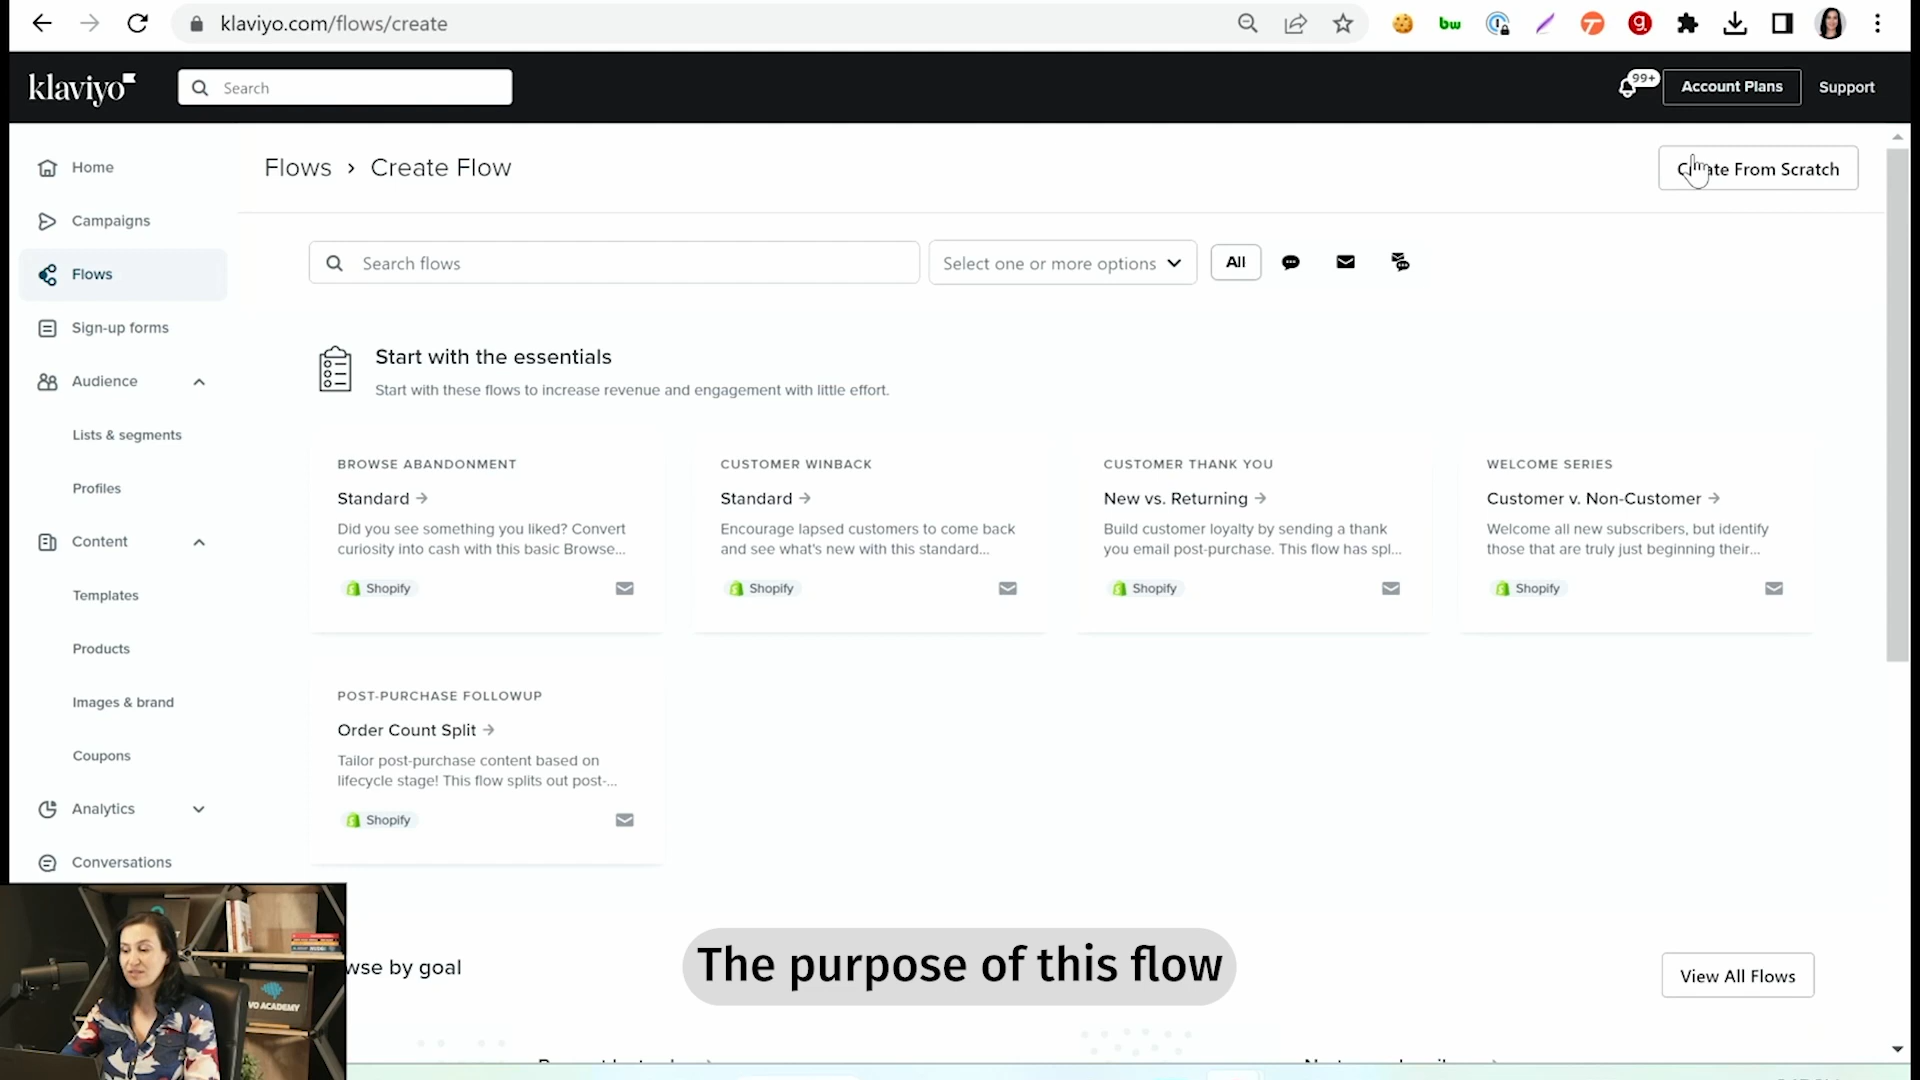 klaviyo.com/flows/create
bw
g
klaviyo
Search
99+
Account Plans
Support
Home
Campaigns
Flows
Sign-up forms
Audience
Lists & segments
Profiles
Content
Templates
Products
Images & brand
Coupons
Analytics
Conversations
Flows › Create Flow
Create From Scratch
Search flows
Select one or more options
All
Start with the essentials
Start with these flows to increase revenue and engagement with little effort.
BROWSE ABANDONMENT
Standard →
Did you see something you liked? Convert
curiosity into cash with this basic Browse...
Shopify
CUSTOMER WINBACK
Standard →
Encourage lapsed customers to come back
and see what's new with this standard...
Shopify
CUSTOMER THANK YOU
New vs. Returning →
Build customer loyalty by sending a thank
you email post-purchase. This flow has spl...
Shopify
WELCOME SERIES
Customer v. Non-Customer →
Welcome all new subscribers, but identify
those that are truly just beginning their...
Shopify
POST-PURCHASE FOLLOWUP
Order Count Split →
Tailor post-purchase content based on
lifecycle stage! This flow splits out post-...
Shopify
wse by goal
View All Flows
The purpose of this flow
VO ACADEMY